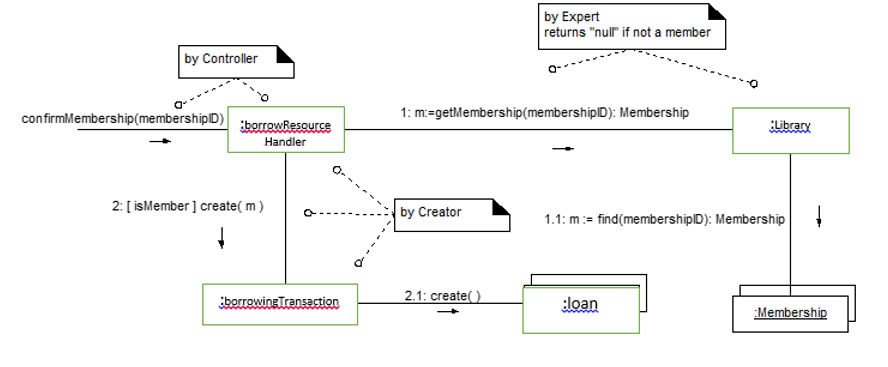 by Expert
returns "null" if not a member
by Controller
confirmMembership(membershipID)
:borrowResource
Handler
1: m:=getMembership(membershipID): Membership
:Library
2: [ isMember ] create( m )
by Creator
1.1: m := find(membershipID): Membership
:borrowingTransaction
2.1: create( )
:loan
:Membership